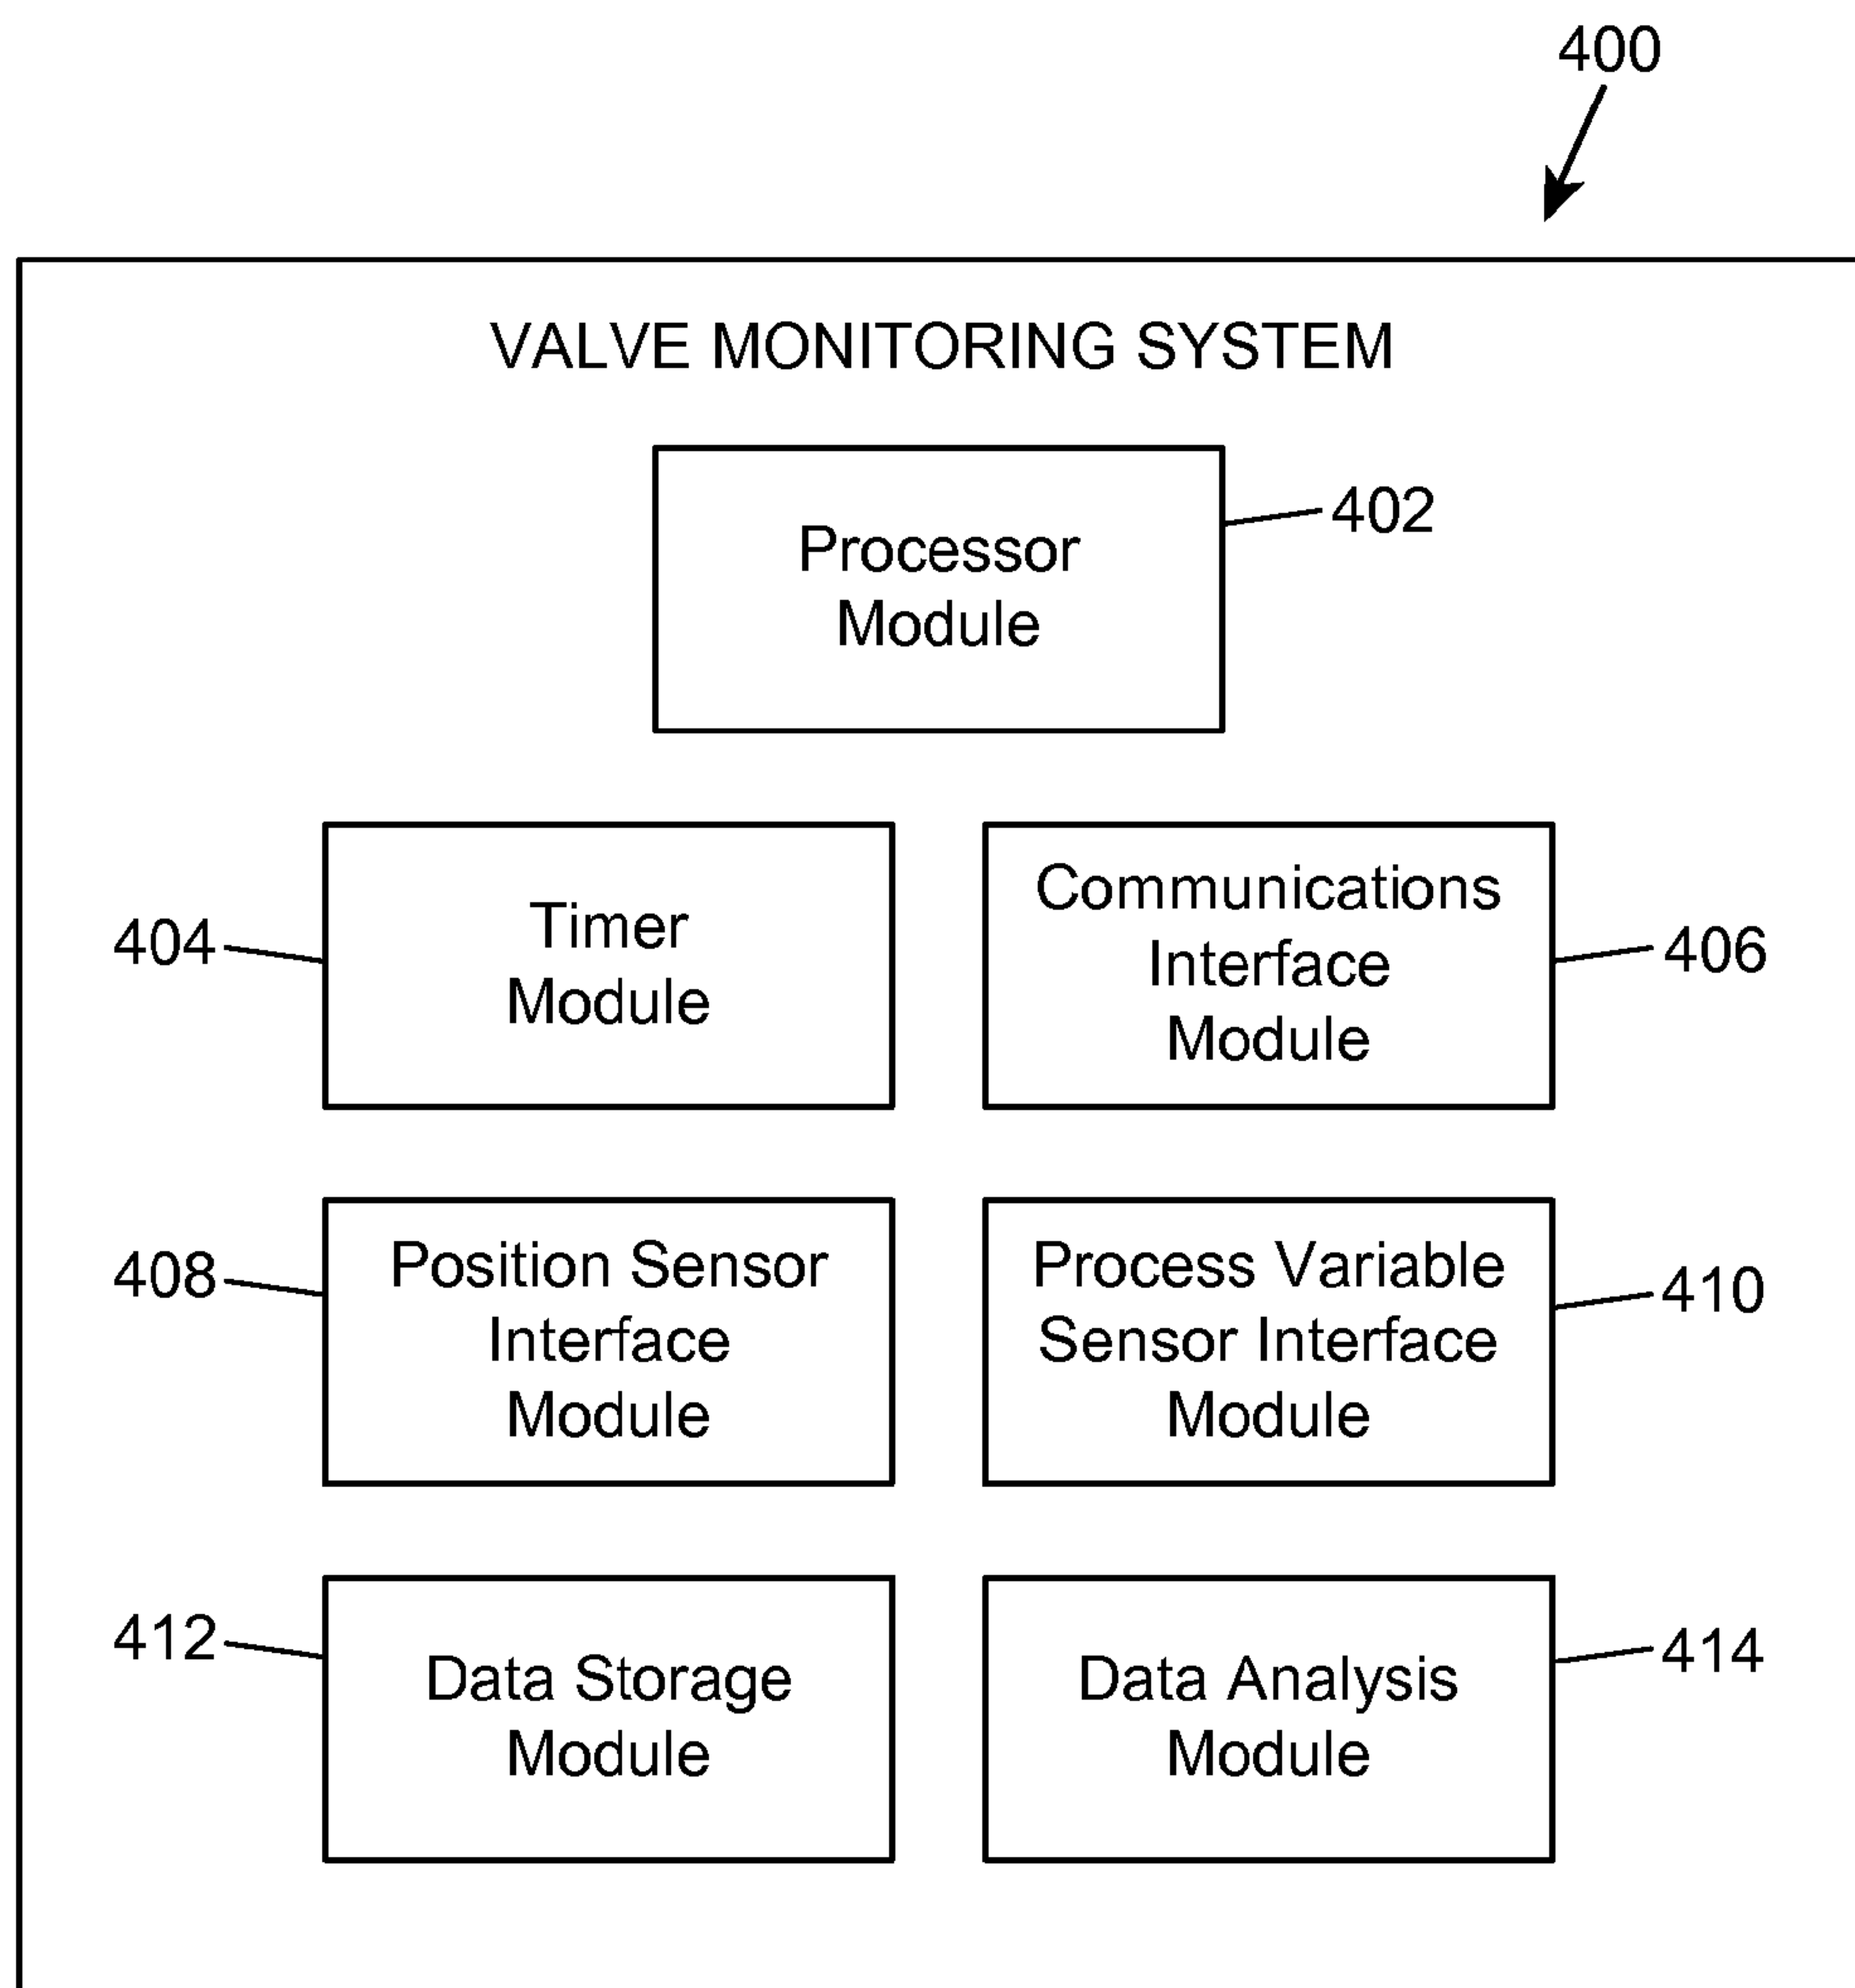 400
VALVE MONITORING SYSTEM
Processor
Module
402
404
Timer
Module
Communications
Interface
Module
406
408
Position Sensor
Interface
Module
Process Variable
Sensor Interface
Module
410
412
Data Storage
Module
Data Analysis
Module
414